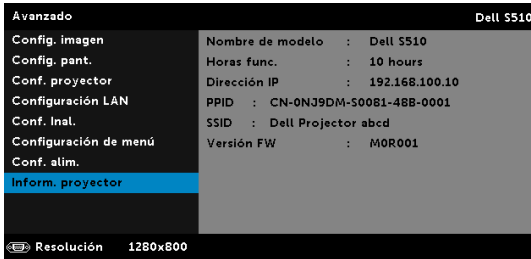 Avanzado Dell S510
Config. imagen
Config. pant.
Conf. proyector
Configuración LAN
Conf. Inal.
Configuración de menú
Conf. alim.
Inform. proyector
Nombre de modelo : Dell S510
Horas func. : 10 hours
Dirección IP : 192.168.100.10
PPID : CN-0NJ9DM-S0081-48B-0001
SSID : Dell Projector abcd
Versión FW : M0R001
Resolución 1280x800